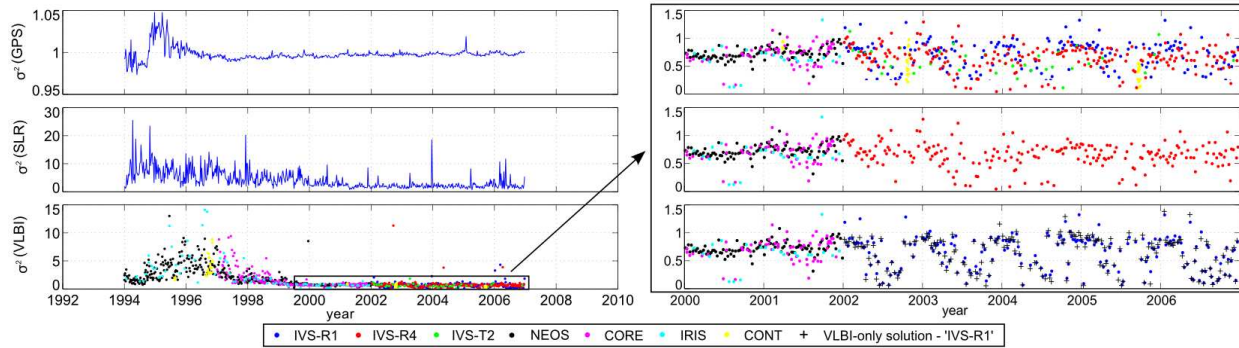 σ² (GPS)
1.05
1
0.95
σ² (SLR)
30
20
10
0
σ² (VLBI)
15
10
5
0
1992 1994 1996 1998 2000 2002 2004 2006 2008 2010
year
1.5
1
0.5
0
year
1.5
1
0.5
0
1.5
1
0.5
0
2000 2001 2002 2003 2004 2005 2006
year
IVS-R1 IVS-R4 IVS-T2 NEOS CORE IRIS CONT + VLBI-only solution - 'IVS-R1'